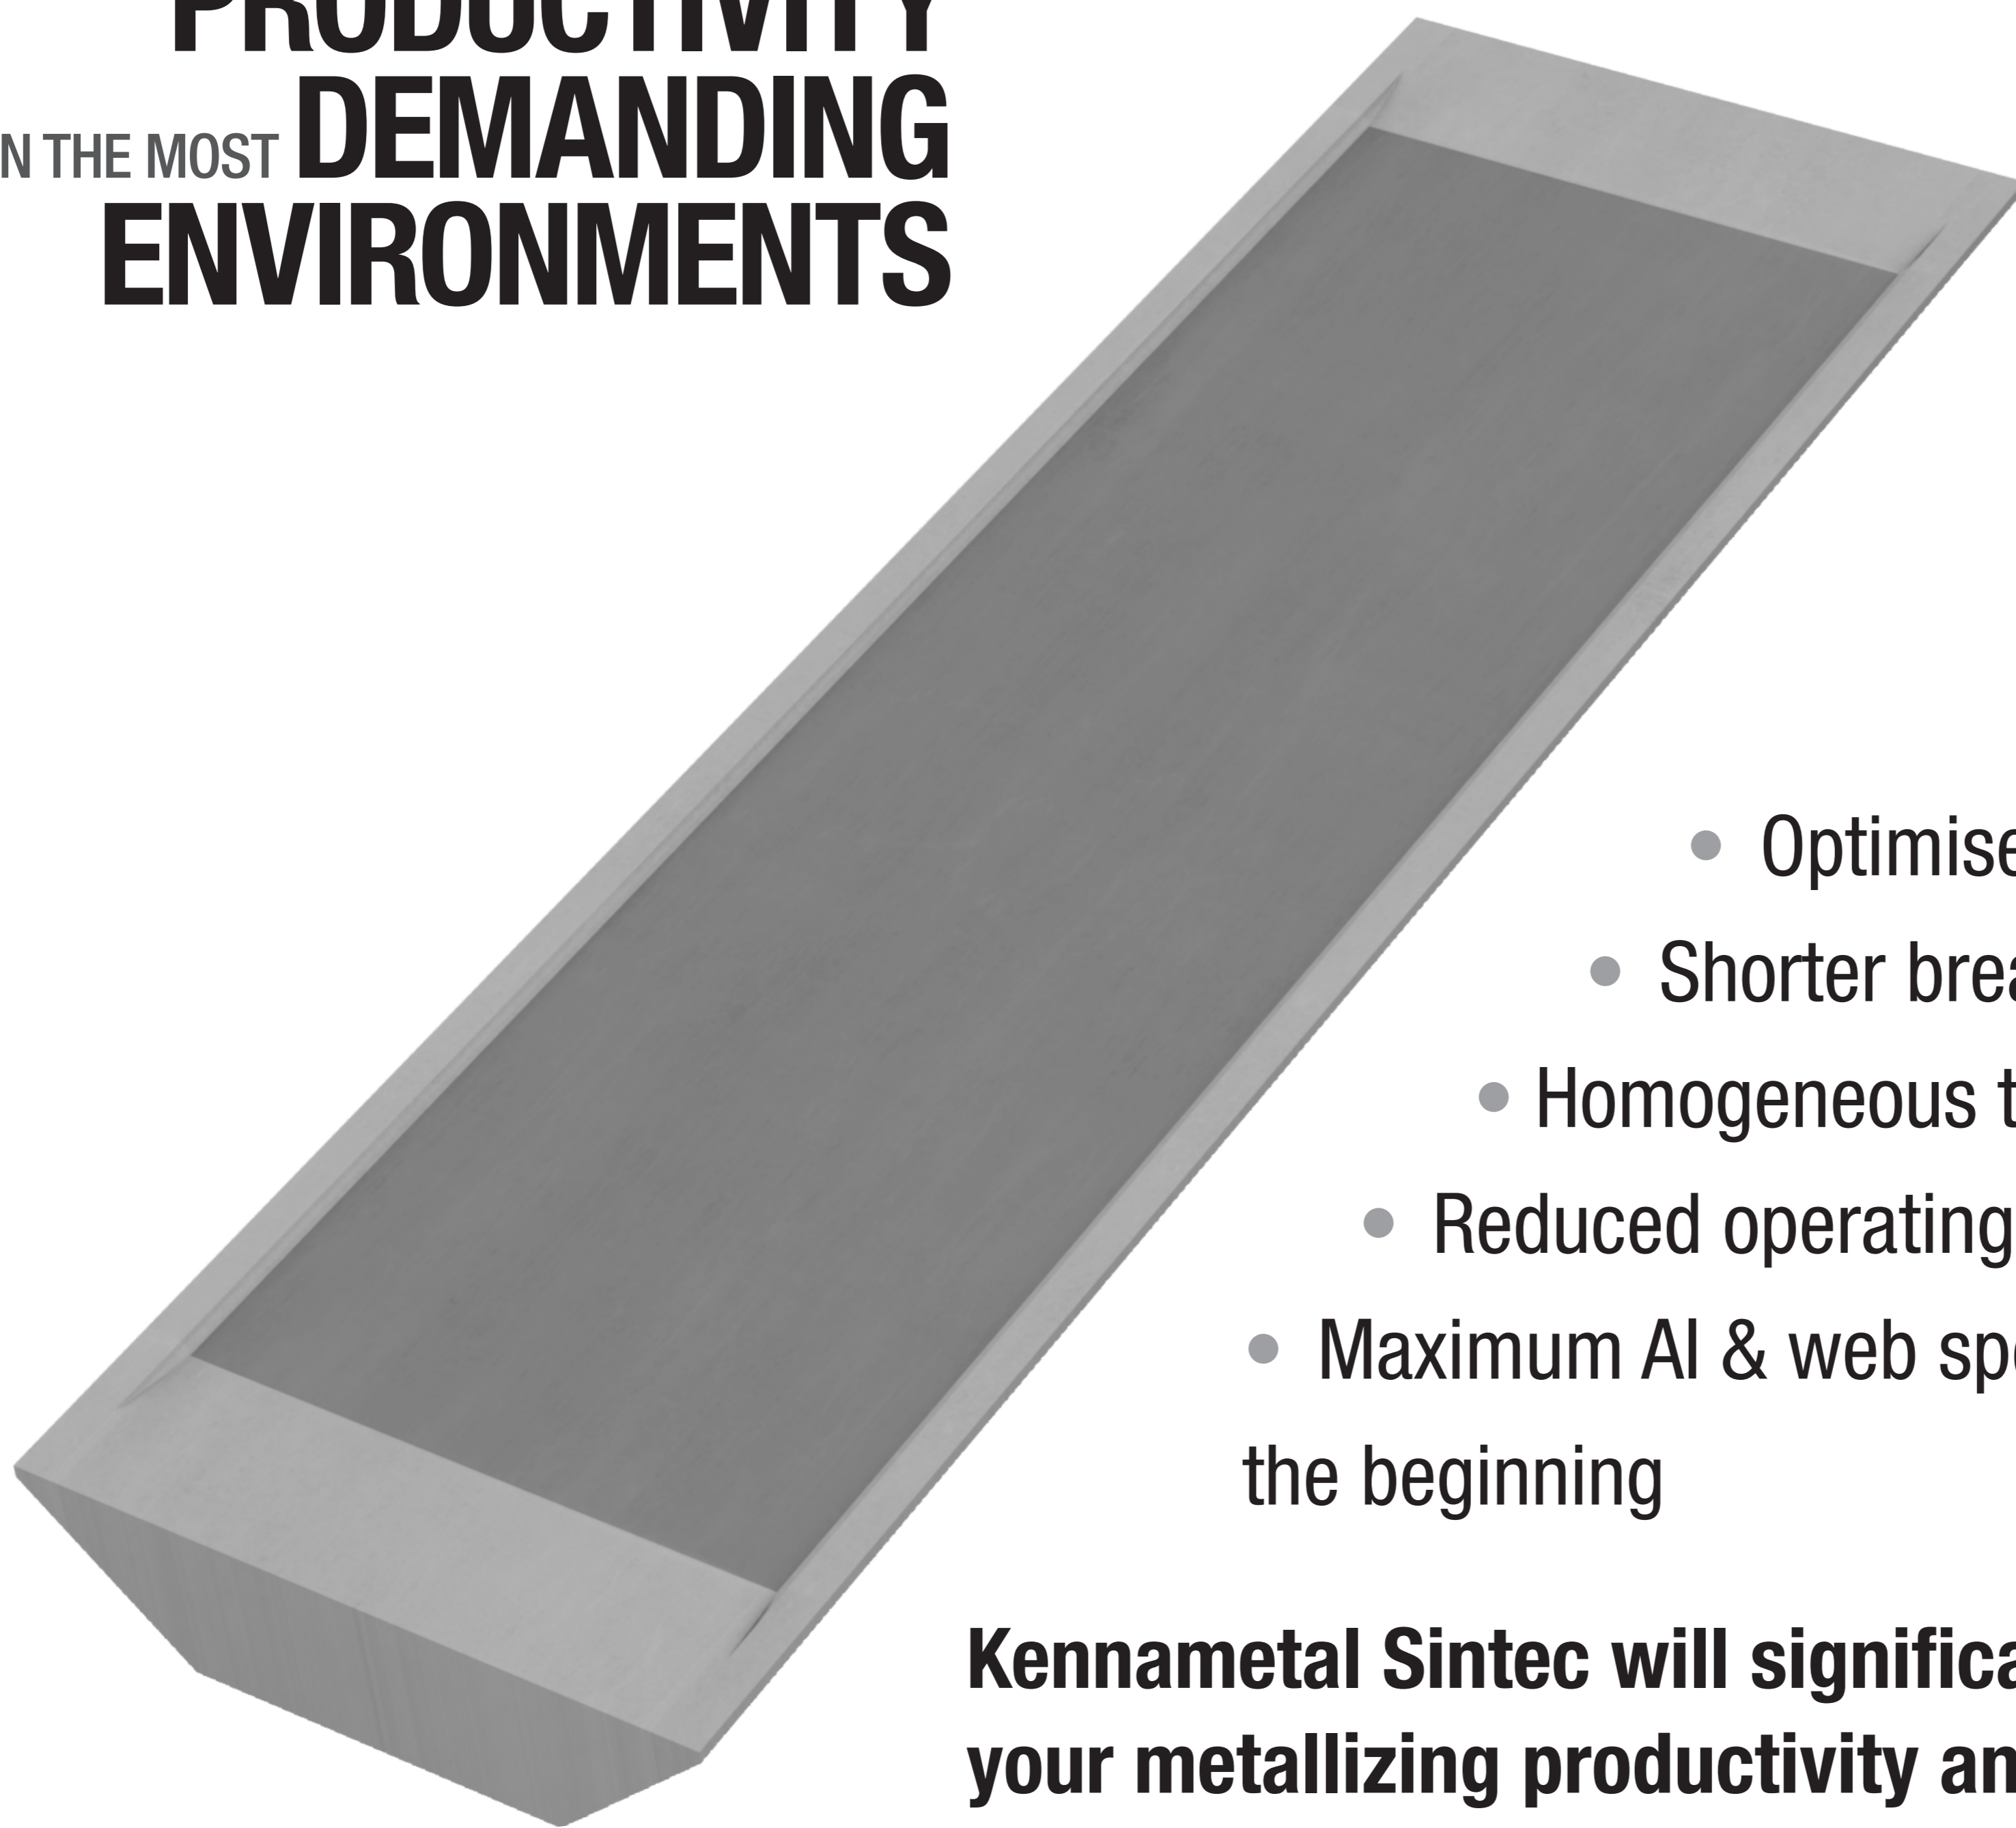 PRODUCTIVITY
N THE MOST DEMANDING
ENVIRONMENTS
• Optimise
• Shorter brea
• Homogeneous t
• Reduced operating
• Maximum Al & web spe
the beginning
Kennametal Sintec will significa
your metallizing productivity an